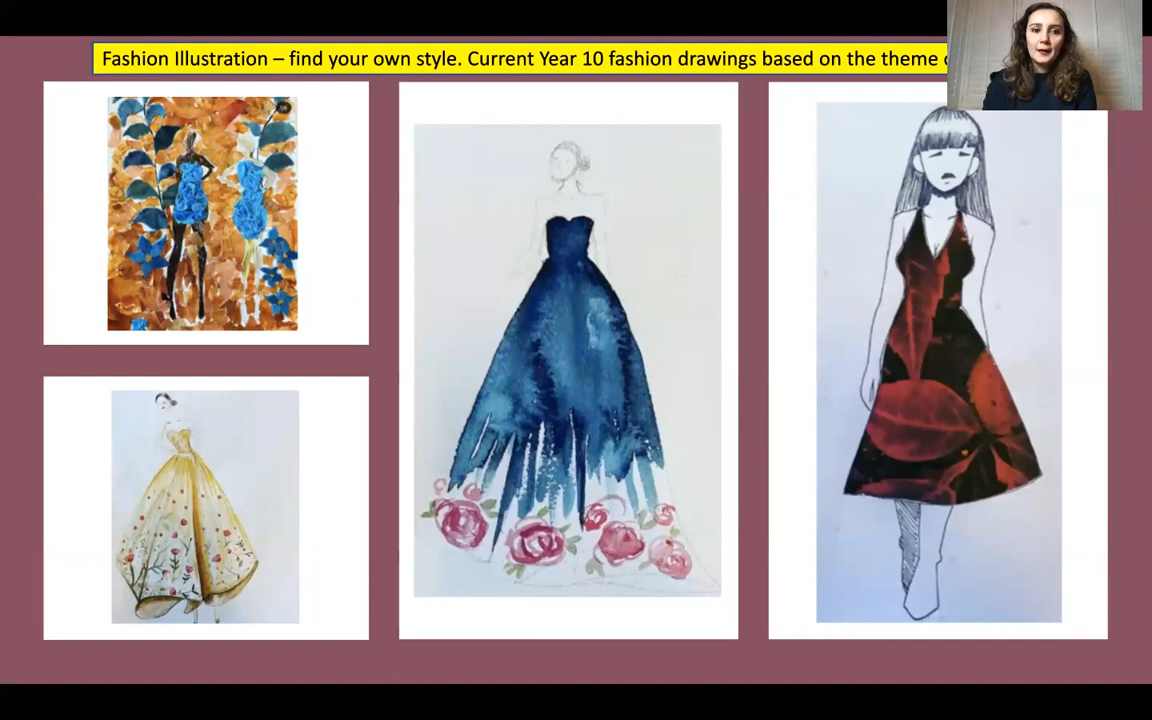 Fashion Illustration – find your own style. Current Year 10 fashion drawings based on the theme